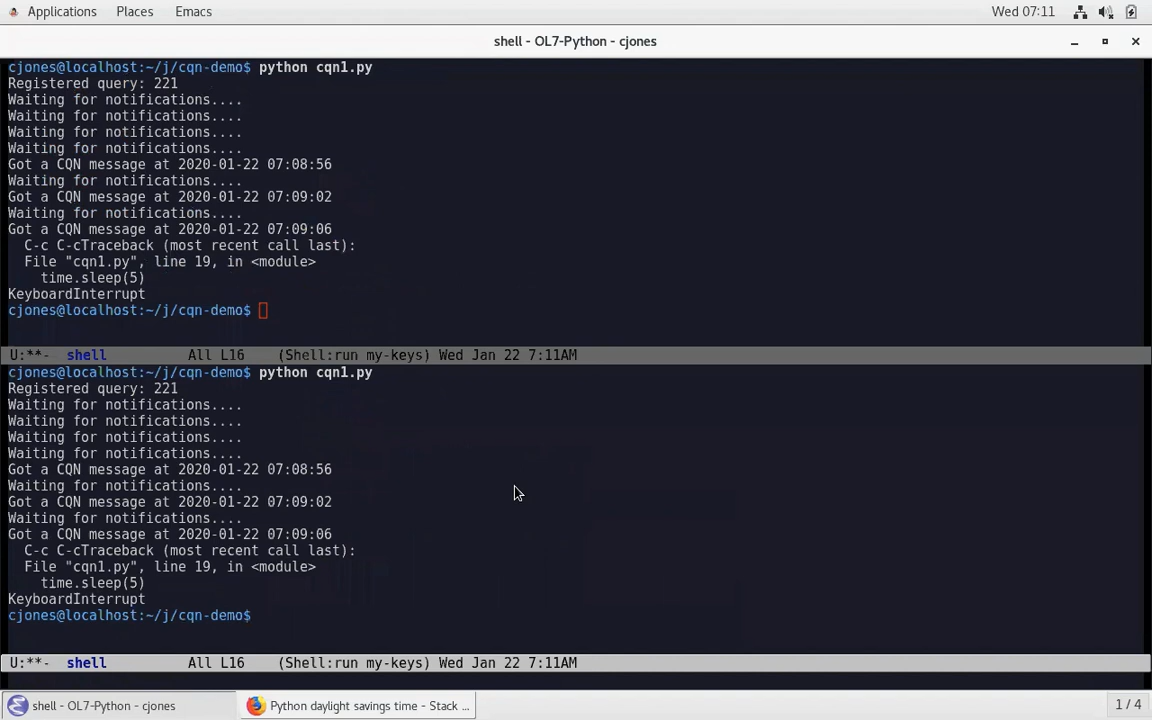 Applications Places Emacs Wed 07:11
shell - OL7-Python - cjones
cjones@localhost:~/j/cqn-demo$ python cqn1.py
Registered query: 221
Waiting for notifications....
Waiting for notifications....
Waiting for notifications....
Waiting for notifications....
Got a CQN message at 2020-01-22 07:08:56
Waiting for notifications....
Got a CQN message at 2020-01-22 07:09:02
Waiting for notifications....
Got a CQN message at 2020-01-22 07:09:06
  C-c C-cTraceback (most recent call last):
  File "cqn1.py", line 19, in <module>
    time.sleep(5)
KeyboardInterrupt
cjones@localhost:~/j/cqn-demo$
U:**-  shell          All L16    (Shell:run my-keys) Wed Jan 22 7:11AM
cjones@localhost:~/j/cqn-demo$ python cqn1.py
Registered query: 221
Waiting for notifications....
Waiting for notifications....
Waiting for notifications....
Waiting for notifications....
Got a CQN message at 2020-01-22 07:08:56
Waiting for notifications....
Got a CQN message at 2020-01-22 07:09:02
Waiting for notifications....
Got a CQN message at 2020-01-22 07:09:06
  C-c C-cTraceback (most recent call last):
  File "cqn1.py", line 19, in <module>
    time.sleep(5)
KeyboardInterrupt
cjones@localhost:~/j/cqn-demo$
U:**-  shell          All L16    (Shell:run my-keys) Wed Jan 22 7:11AM
shell - OL7-Python - cjones Python daylight savings time - Stack ... 1 / 4